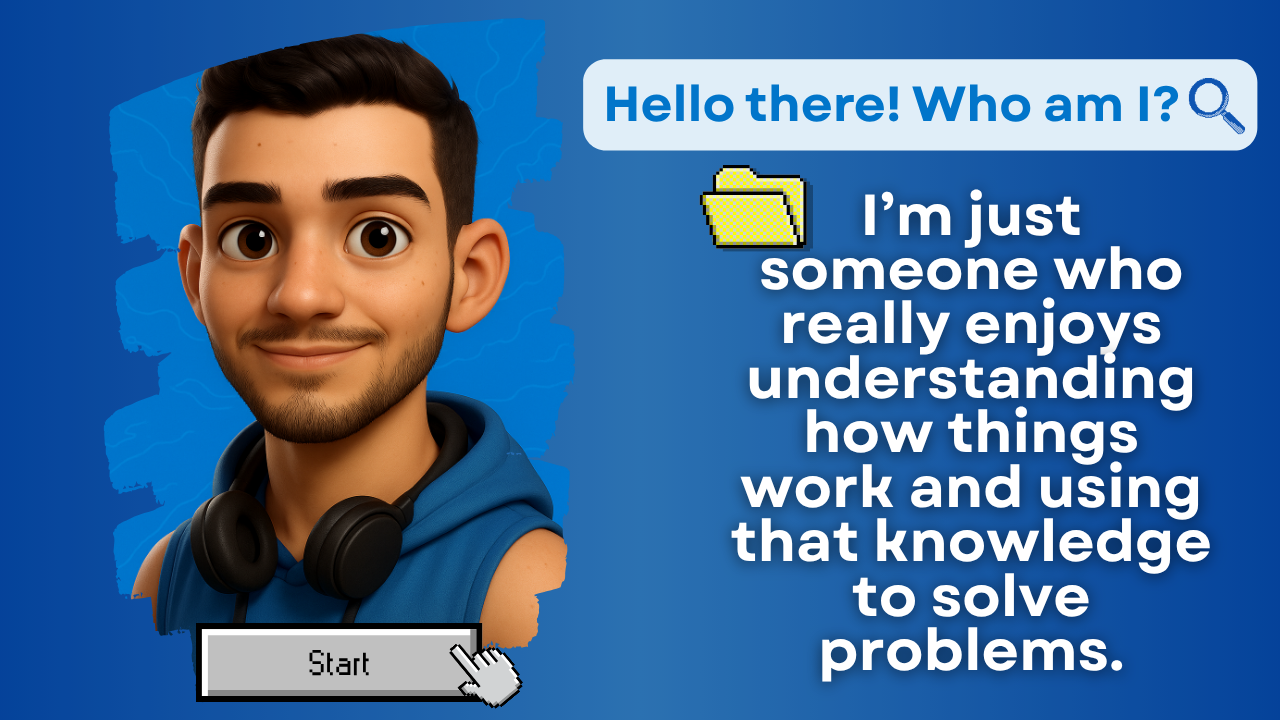 Hello there! Who am I?
I’m just
someone who
really enjoys
understanding
how things
work and using
that knowledge
to solve
problems.
Start